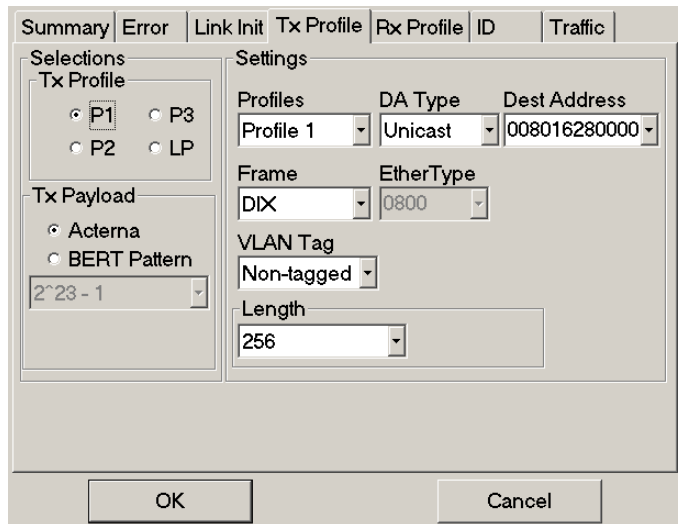 Summary Error Link Init Tx Profile Rx Profile ID Traffic
Selections
Tx Profile
P1 P3
P2 LP
Tx Payload
Acterna
BERT Pattern
2^23 - 1
Settings
Profiles DA Type Dest Address
Profile 1 Unicast 008016280000
Frame EtherType
DIX 0800
VLAN Tag
Non-tagged
Length
256
OK Cancel